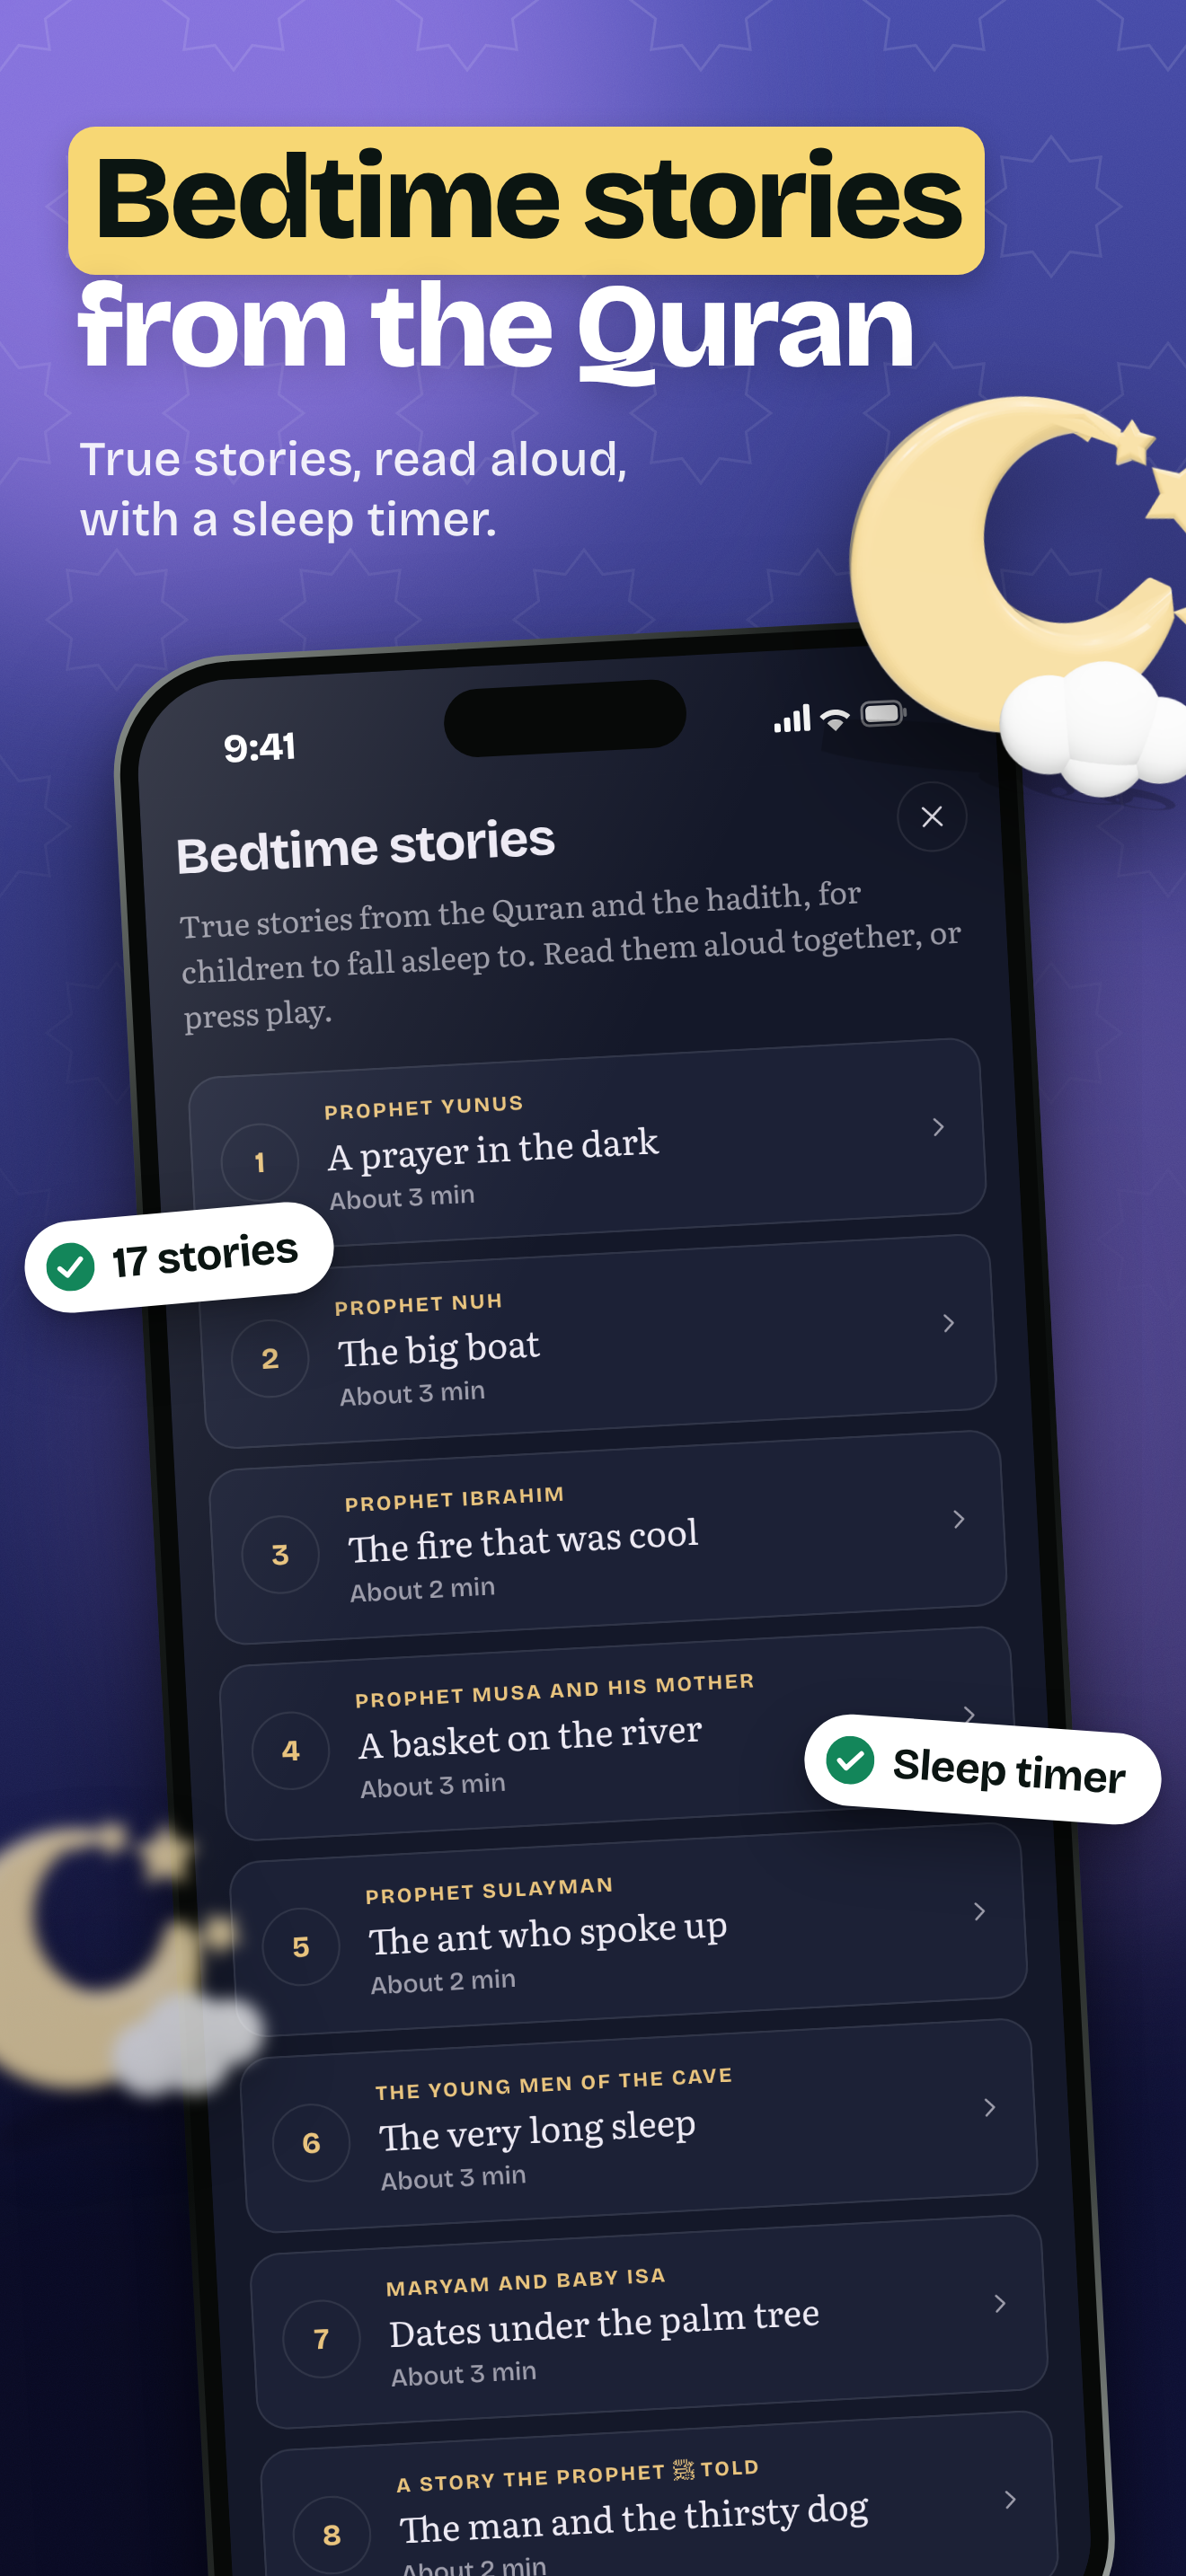 Bedtime stories
from the Quran
True stories, read aloud,
with a sleep timer.
9:41
Bedtime stories
True stories from the Quran and the hadith, for
children to fall asleep to. Read them aloud together, or
press play.
PROPHET YUNUS
1
A prayer in the dark
About 3 min
17 stories
PROPHET NUH
2
The big boat
About 3 min
PROPHET IBRAHIM
3
The fire that was cool
About 2 min
PROPHET MUSA AND HIS MOTHER
4
A basket on the river
About 3 min
Sleep timer
PROPHET SULAYMAN
5
The ant who spoke up
About 2 min
THE YOUNG MEN OF THE CAVE
6
The very long sleep
About 3 min
MARYAM AND BABY ISA
7
Dates under the palm tree
About 3 min
A STORY THE PROPHET ﷺ TOLD
8
The man and the thirsty dog
About 2 min